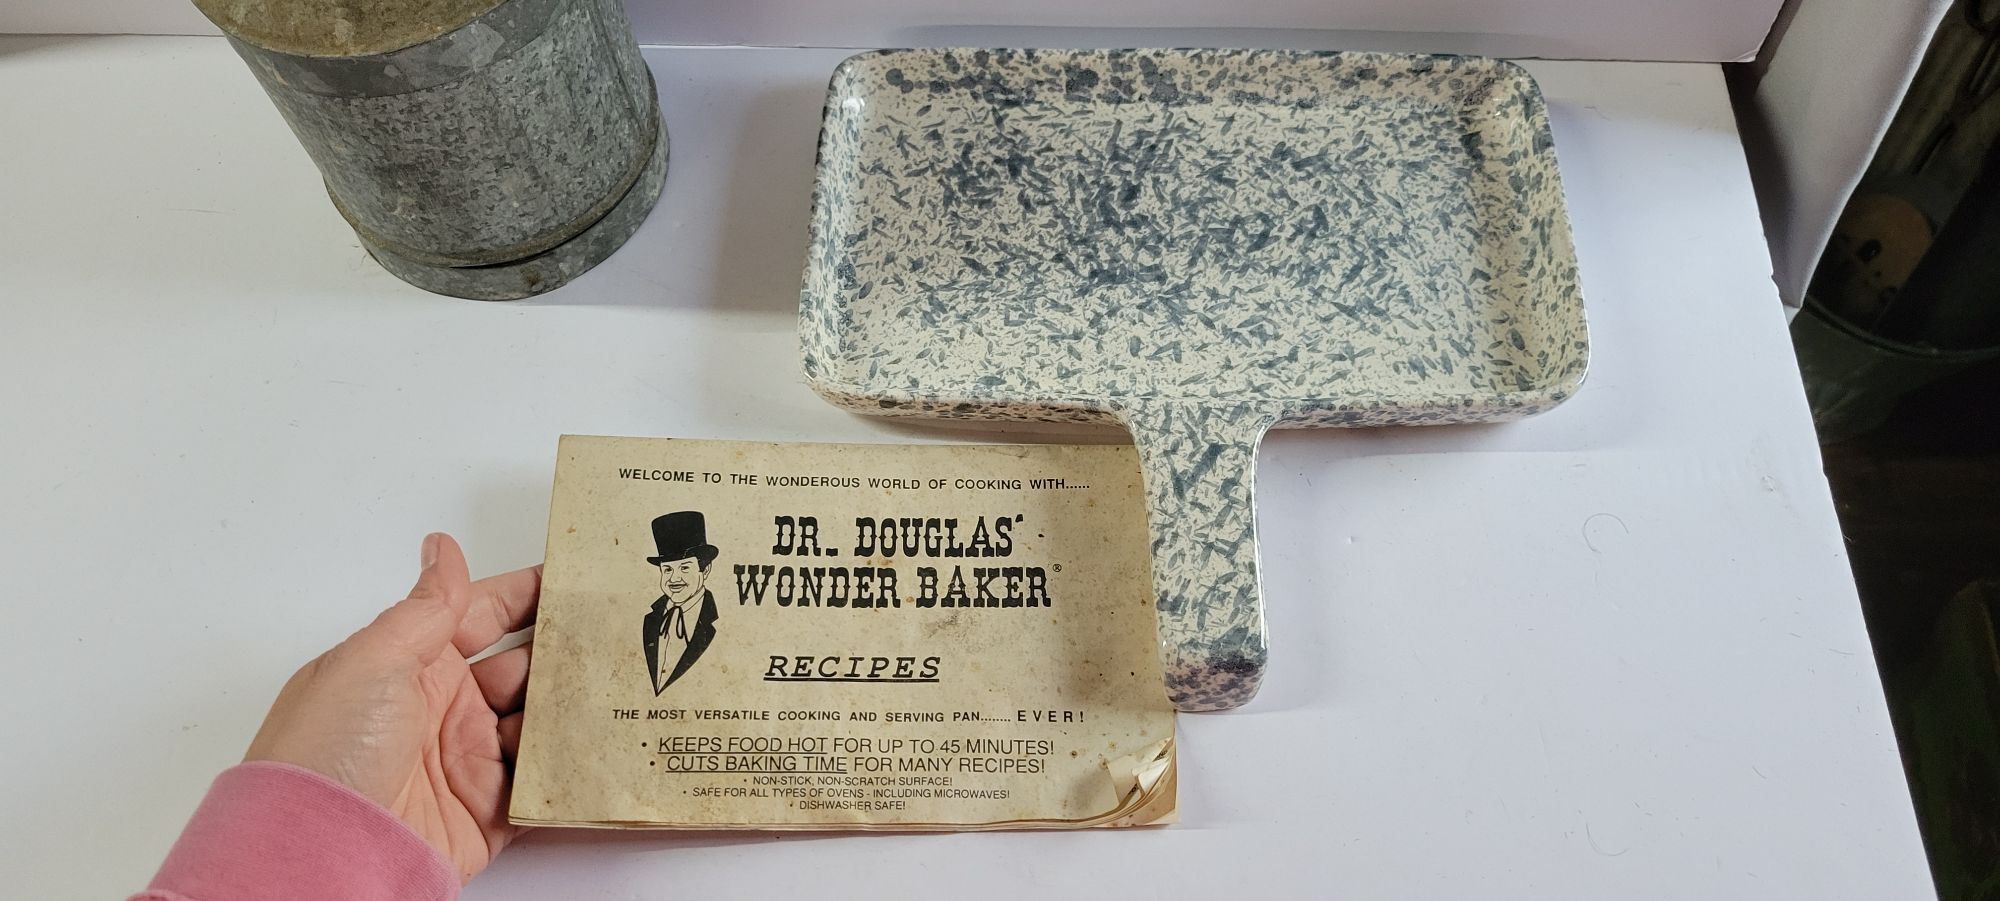 WELCOME TO THE WONDEROUS WORLD OF COOKING WITH......
DR. DOUGLAS'
WONDER BAKER®
RECIPES
THE MOST VERSATILE COOKING AND SERVING PAN........ EVER!
• KEEPS FOOD HOT FOR UP TO 45 MINUTES!
• CUTS BAKING TIME FOR MANY RECIPES!
• NON-STICK, NON-SCRATCH SURFACE!
• SAFE FOR ALL TYPES OF OVENS - INCLUDING MICROWAVES!
• DISHWASHER SAFE!